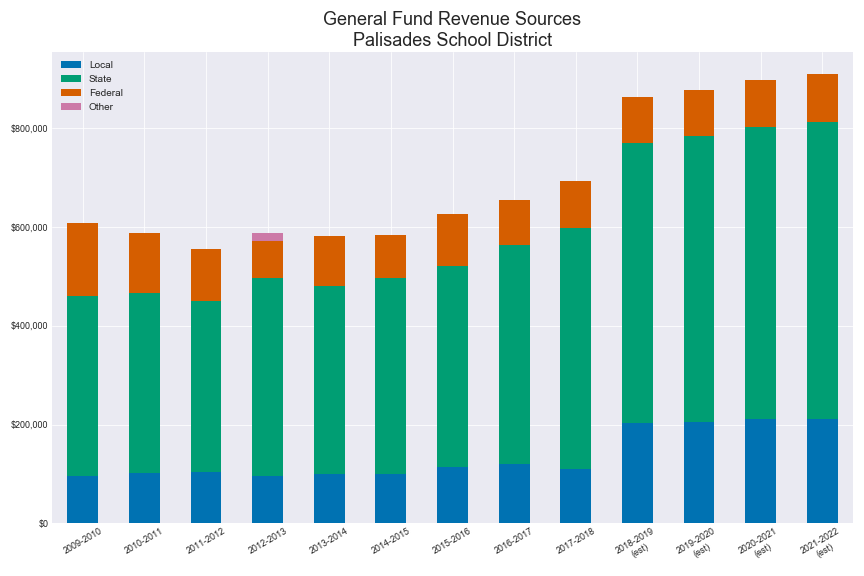 General Fund Revenue Sources
Palisades School District
Local
State
Federal
Other
$800,000
$600,000
$400,000
$200,000
$0
2009-2010
2010-2011
2011-2012
2012-2013
2013-2014
2014-2015
2015-2016
2016-2017
2017-2018
2018-2019
(est)
2019-2020
(est)
2020-2021
(est)
2021-2022
(est)